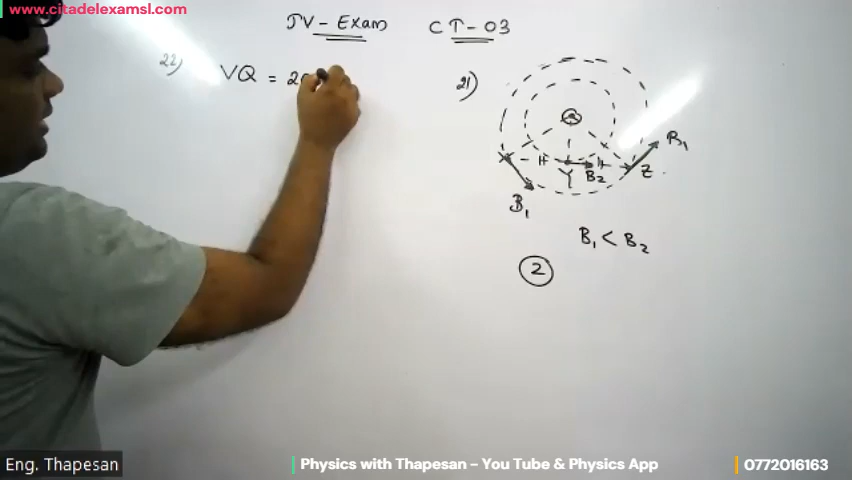 www.citadelexamsl.com
JV - Exam CT - 03
22) VQ = 2
21)
B₁
X Y B₂ Z
B₁
B₁ < B₂
2
Eng. Thapesan
Physics with Thapesan - You Tube & Physics App
0772016163